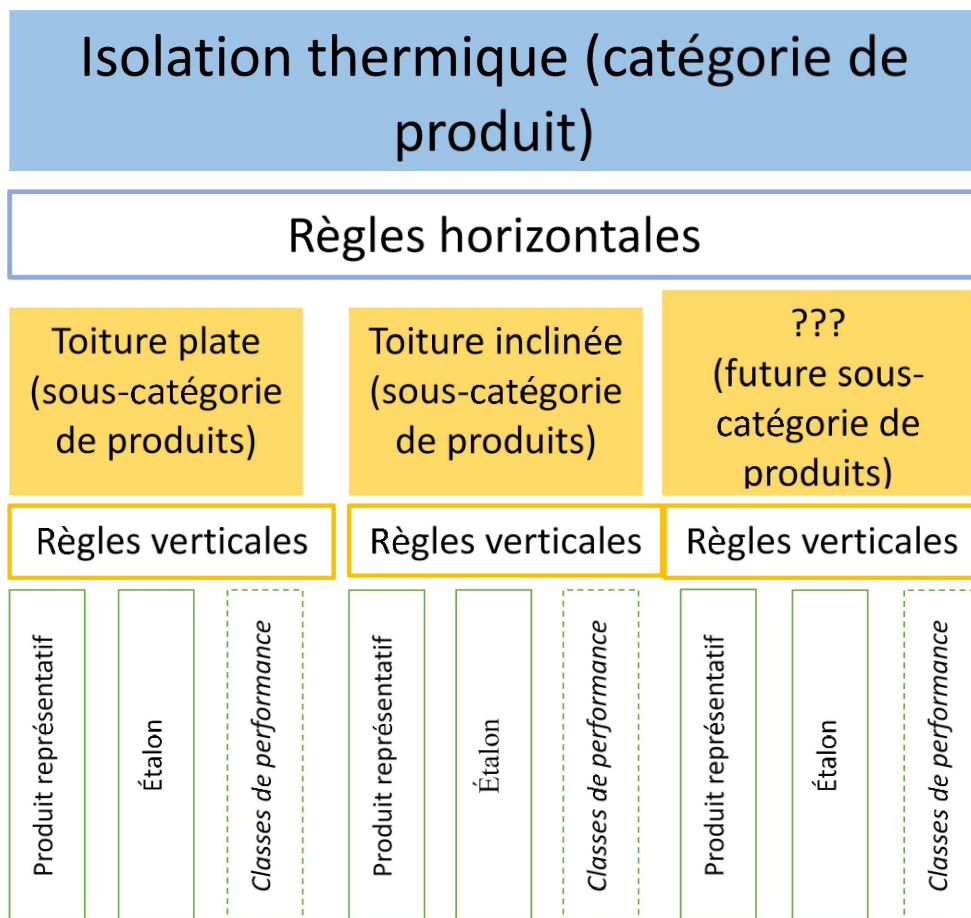 Isolation thermique (catégorie de
produit)
Règles horizontales
Toiture plate
(sous-catégorie
de produits)
Toiture inclinée
(sous-catégorie
de produits)
???
(future sous-
catégorie de
produits)
Règles verticales
Règles verticales
Règles verticales
Produit représentatif
Étalon
Classes de performance
Produit représentatif
Étalon
Classes de performance
Produit représentatif
Étalon
Classes de performance